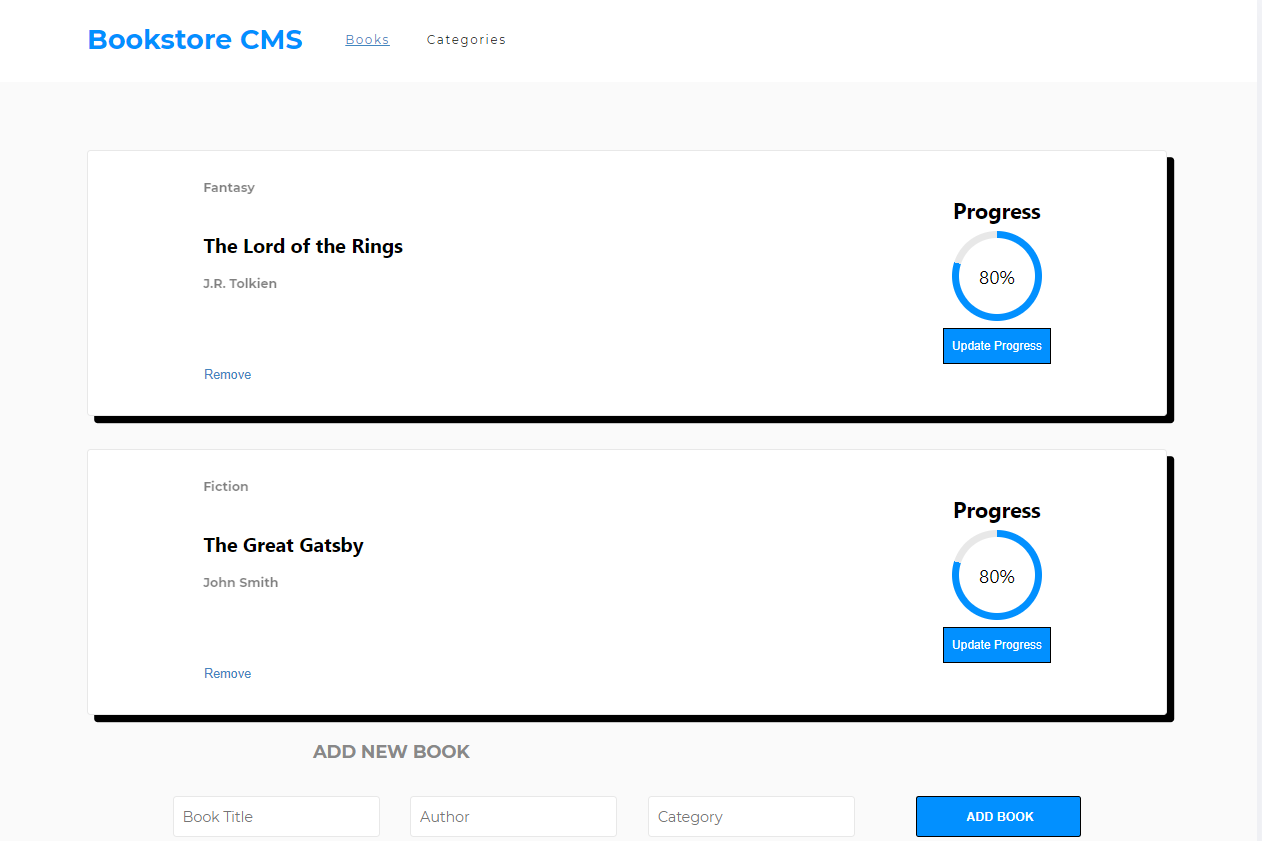 Bookstore CMS Books Categories
Fantasy
Progress
The Lord of the Rings
80%
J.R. Tolkien
Update Progress
Remove
Fiction
Progress
The Great Gatsby
80%
John Smith
Update Progress
Remove
ADD NEW BOOK
Book Title Author Category ADD BOOK